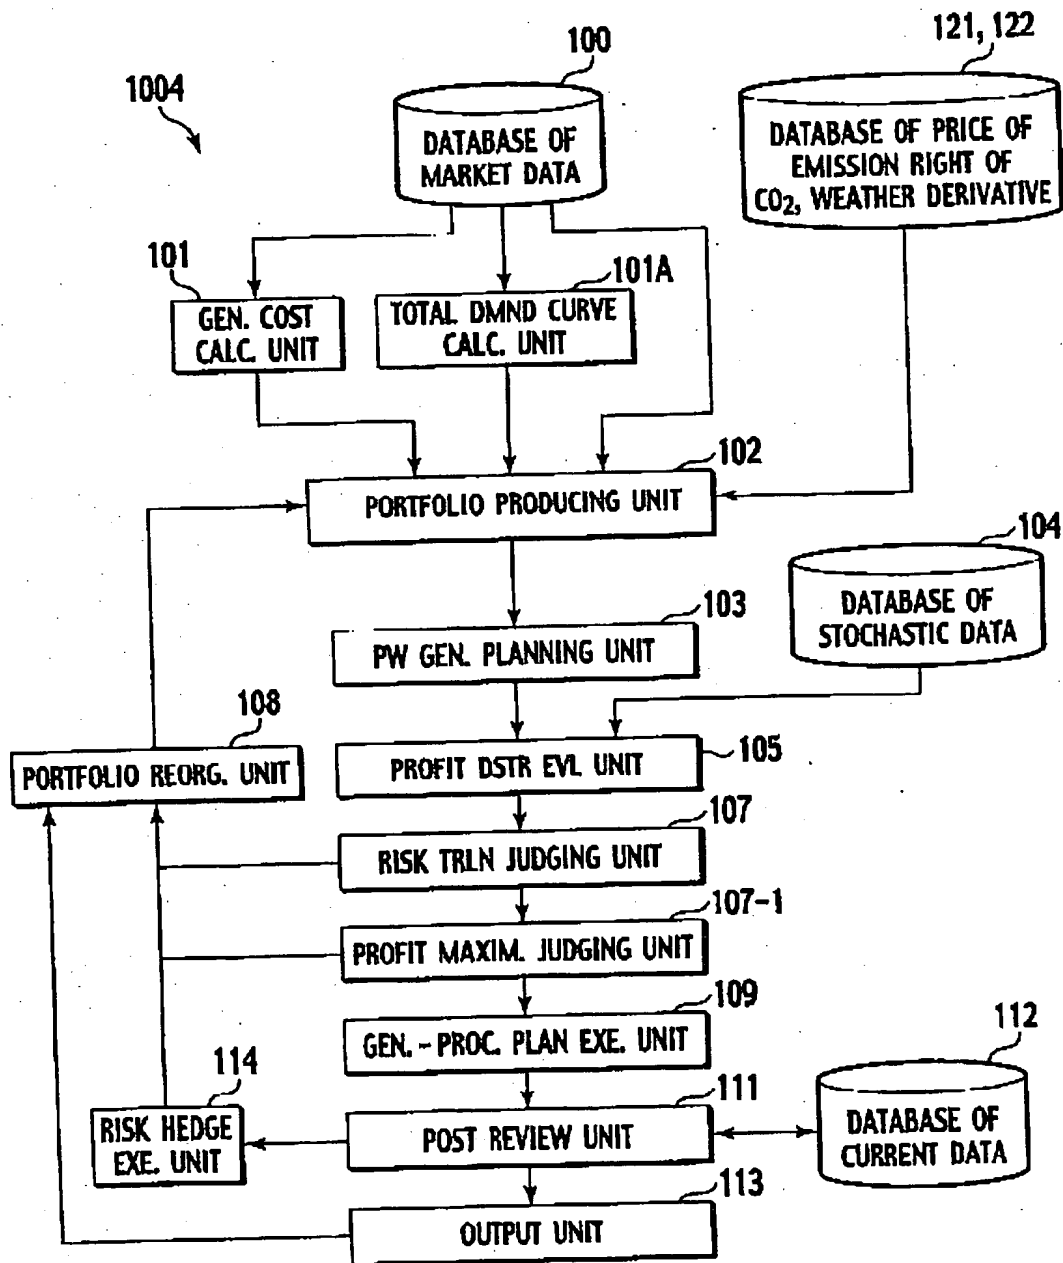 100
121, 122
1004
DATABASE OF
MARKET DATA
DATABASE OF PRICE OF
EMISSION RIGHT OF
CO₂, WEATHER DERIVATIVE
101
101A
GEN. COST
CALC. UNIT
TOTAL DMND CURVE
CALC. UNIT
102
PORTFOLIO PRODUCING UNIT
104
DATABASE OF
STOCHASTIC DATA
103
PW GEN. PLANNING UNIT
108
PORTFOLIO REORG. UNIT
105
PROFIT DSTR EVL UNIT
107
RISK TRLN JUDGING UNIT
107-1
PROFIT MAXIM. JUDGING UNIT
109
GEN. - PROC. PLAN EXE. UNIT
112
DATABASE OF
CURRENT DATA
114
RISK HEDGE
EXE. UNIT
111
POST REVIEW UNIT
113
OUTPUT UNIT